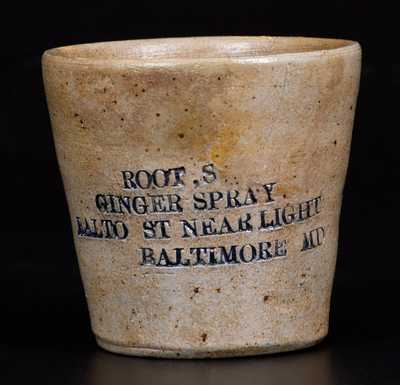 ROOT,S
GINGER SPRAY
BALTO ST NEAR LIGHT
BALTIMORE MD